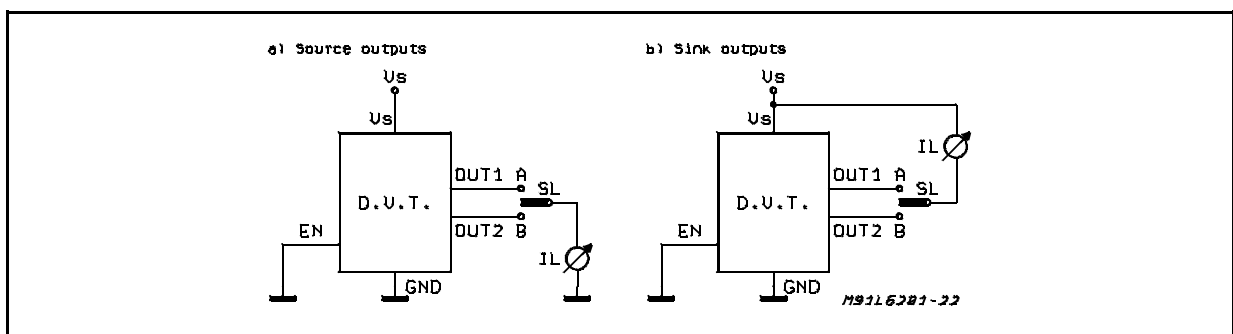 a) Source outputs
Vs
Vs
OUT1 A
SL
D.U.T.
EN
OUT2 B
IL
GND
b) Sink outputs
Vs
Vs
IL
OUT1 A
SL
D.U.T.
EN
OUT2 B
GND
M91L6201-22